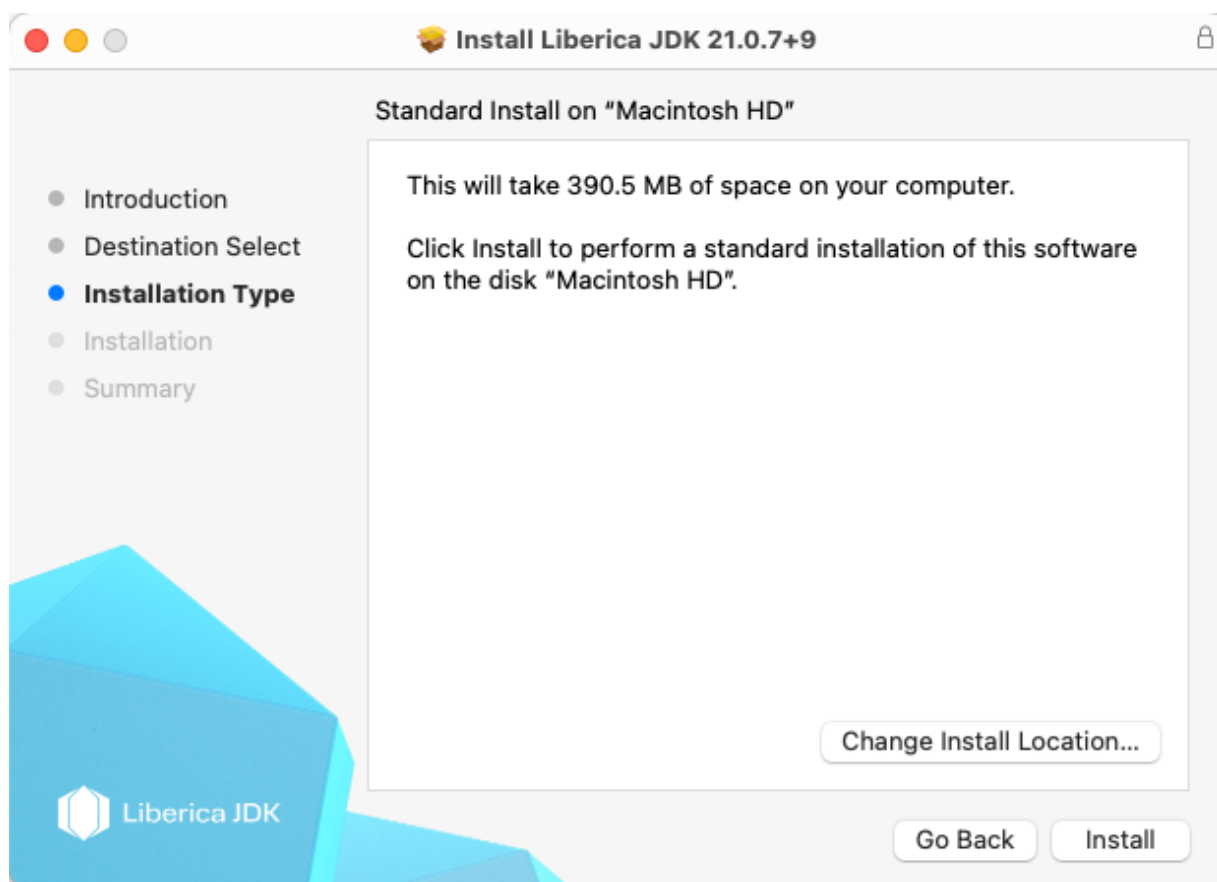 Install Liberica JDK 21.0.7+9
Standard Install on “Macintosh HD”
Introduction
Destination Select
Installation Type
Installation
Summary
This will take 390.5 MB of space on your computer.
Click Install to perform a standard installation of this software
on the disk “Macintosh HD”.
Change Install Location...
Liberica JDK
Go Back
Install